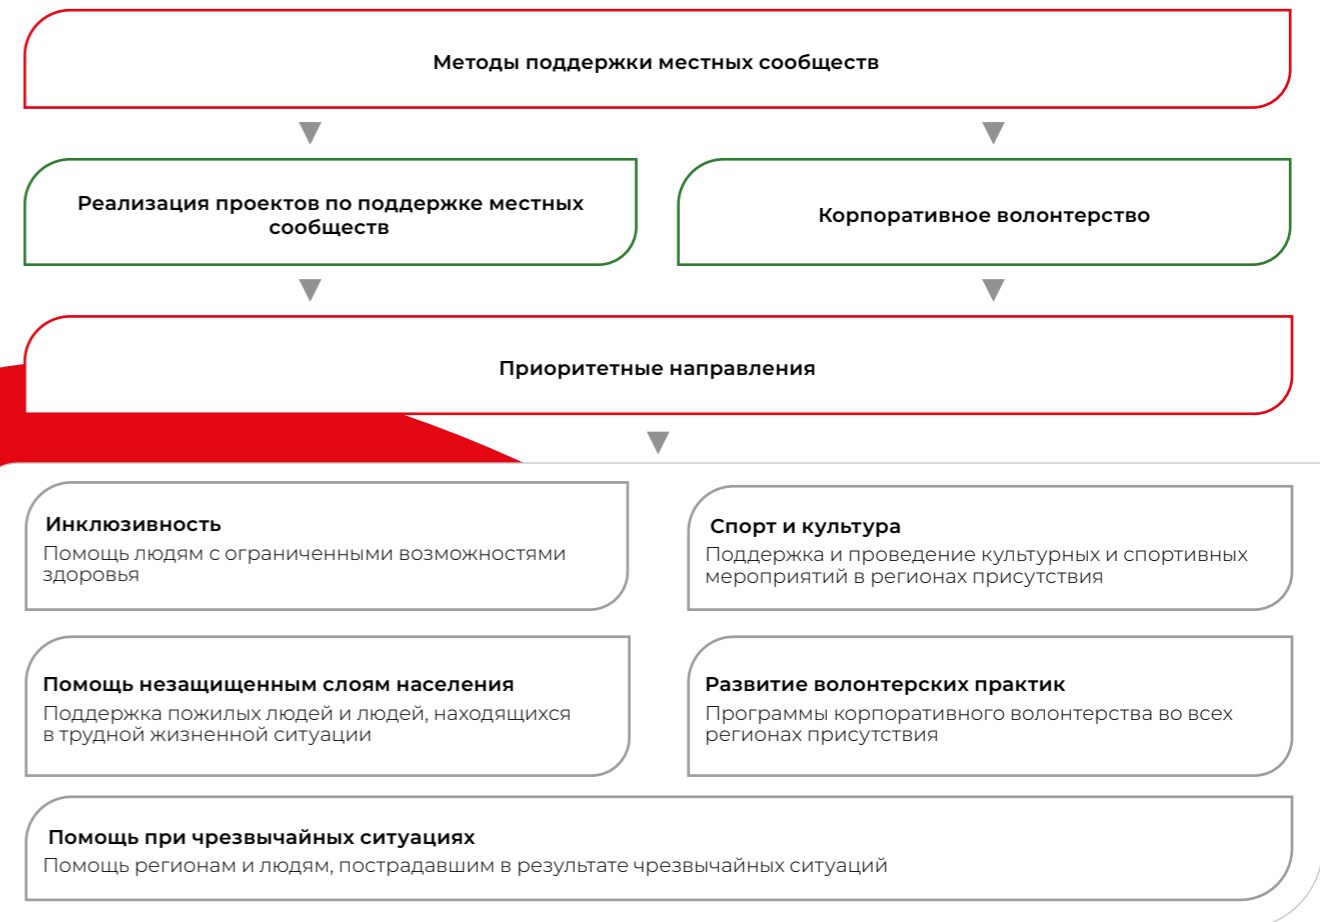 Методы поддержки местных сообществ
Реализация проектов по поддержке местных
сообществ
Корпоративное волонтерство
Приоритетные направления
Инклюзивность
Помощь людям с ограниченными возможностями
здоровья
Спорт и культура
Поддержка и проведение культурных и спортивных
мероприятий в регионах присутствия
Помощь незащищенным слоям населения
Поддержка пожилых людей и людей, находящихся
в трудной жизненной ситуации
Развитие волонтерских практик
Программы корпоративного волонтерства во всех
регионах присутствия
Помощь при чрезвычайных ситуациях
Помощь регионам и людям, пострадавшим в результате чрезвычайных ситуаций